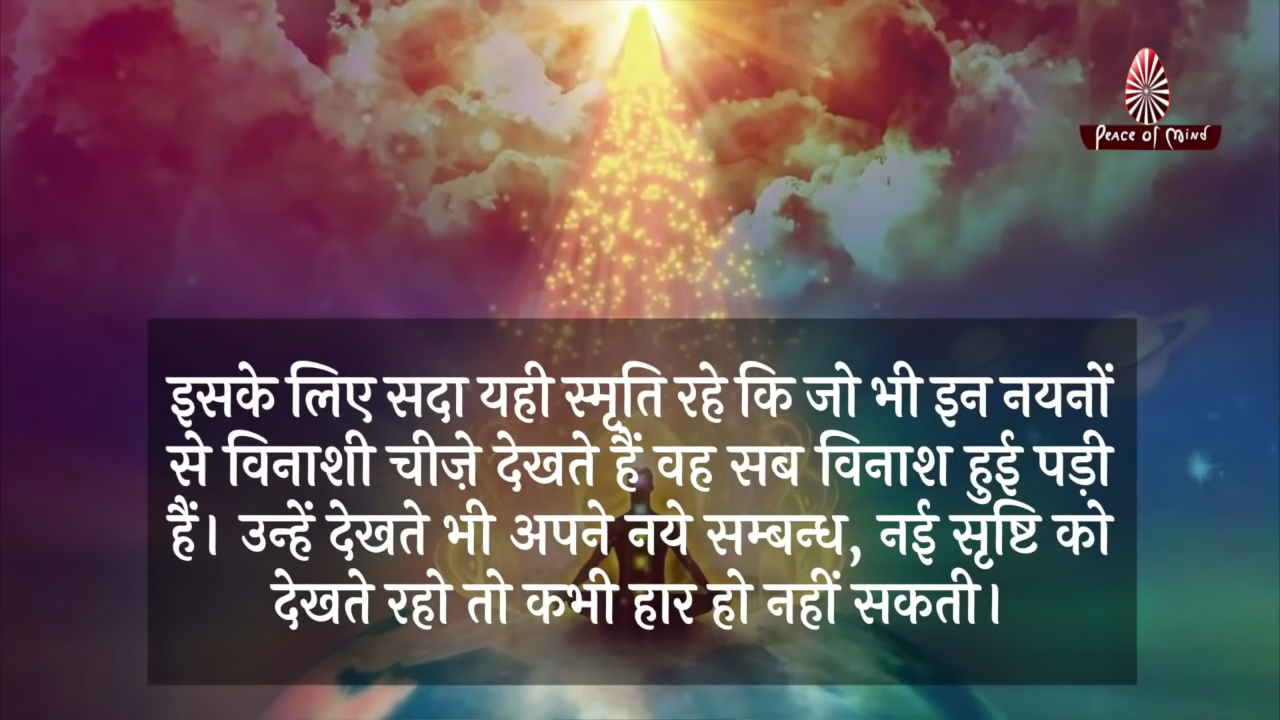 Peace of Mind
इसके लिए सदा यही स्मृति रहे कि जो भी इन नयनों
से विनाशी चीज़े देखते हैं वह सब विनाश हुई पड़ी
हैं। उन्हें देखते भी अपने नये सम्बन्ध, नई सृष्टि को
देखते रहो तो कभी हार हो नहीं सकती।